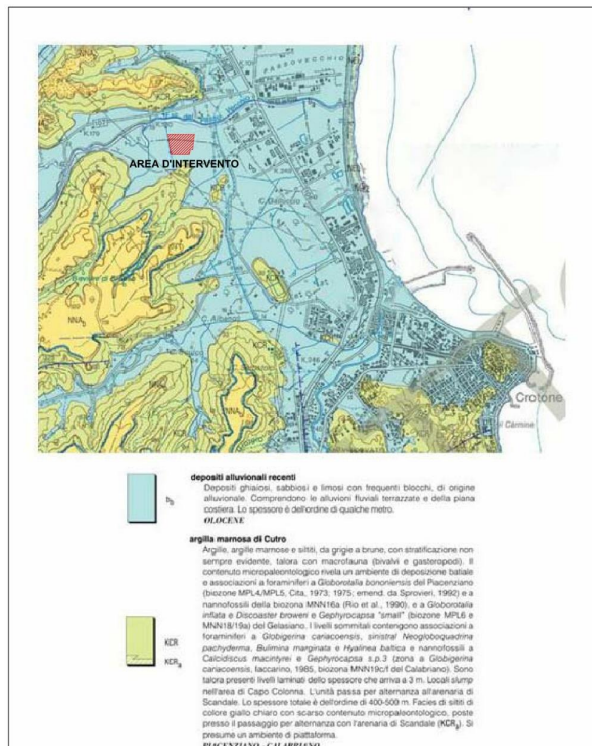 PASSOVECCHIO
AREA D'INTERVENTO
NNA
KCR
NNAb
K 246
Crotone
depositi alluvionali recenti
Depositi ghiaiosi, sabbiosi e limosi con frequenti blocchi, di origine
alluvionale. Comprendono le alluvioni fluviali terrazzate e della piana
costiera. Lo spessore è dell'ordine di qualche metro.
OLOCENE
argilla marnosa di Cutro
Argille, argille marnose e siltiti, da grigie a brune, con stratificazione non
sempre evidente, talora con macrofauna (bivalvi e gasteropodi). Il
contenuto micropaleontologico rivela un ambiente di deposizione batiale
e associazioni a foraminiferi a Globorotalia bononiensis del Piacenziano
(biozone MPL4/MPL5, Cita, 1973; 1975; emend. da Sprovieri, 1992) e a
nannofossili della biozona MNN16a (Rio et al., 1990), e a Globorotalia
inflata e Discoaster broweri e Gephyrocapsa "small" (biozone MPL6 e
MNN18/19a) del Gelasiano. I livelli sommitali contengono associazioni a
foraminiferi a Globigerina cariacoensis, sinistral Neogloboquadrina
pachyderma, Bulimina marginata e Hyalinea baltica e nannofossili a
Calcidiscus macintyrei e Gephyrocapsa s.p.3 (zona a Globigerina
cariacoensis, Iaccarino, 1985, biozona MNN19c/f del Calabriano). Sono
talora presenti livelli laminati dello spessore che arriva a 3 m. Locali slump
nell'area di Capo Colonna. L'unità passa per alternanza all'arenaria di
Scandale. Lo spessore totale è dell'ordine di 400-500 m. Facies di siltiti di
colore giallo chiaro con scarso contenuto micropaleontologico, poste
presso il passaggio per alternanza con l'arenaria di Scandale (KCRa). Si
presume un ambiente di piattaforma.
PIACENZIANO - CALABRIANO
KCR
KCRa